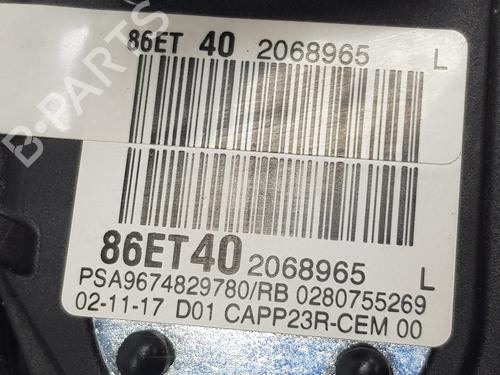 86ET 40 2068965 L
B-PARTS
86ET40 2068965 L
PSA9674829780/RB 0280755269
02-11-17 D01 CAPP23R-CEM 00